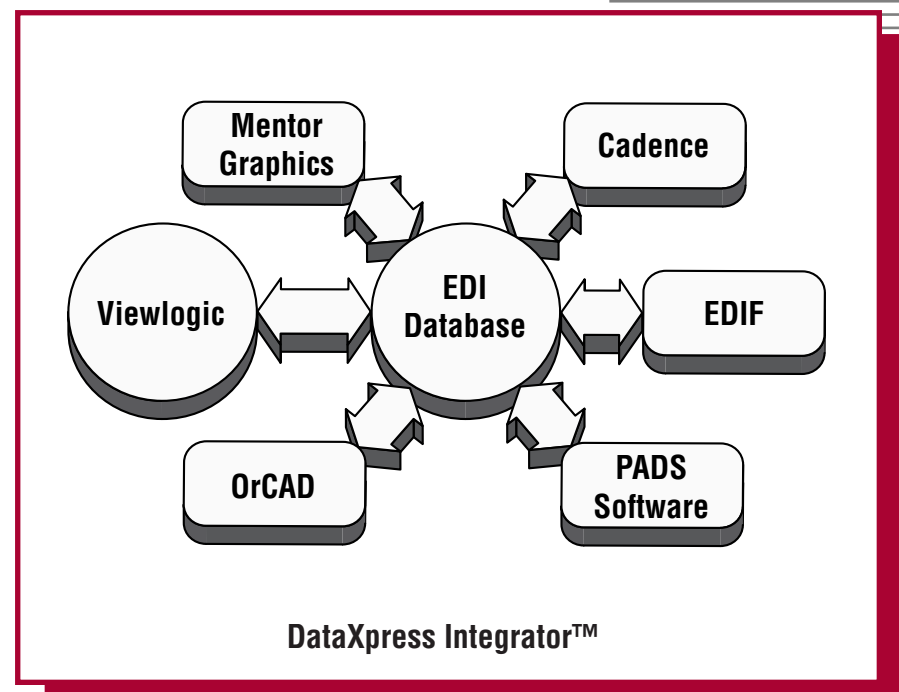 Mentor
Graphics
Cadence
Viewlogic
EDI
Database
EDIF
OrCAD
PADS
Software
DataXpress Integrator™